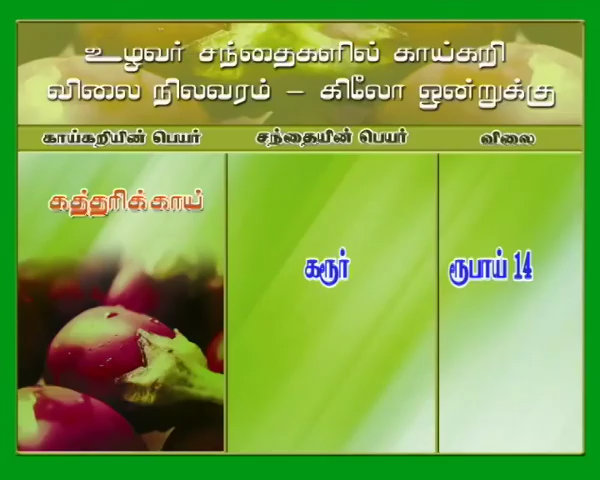 உழவர் சந்தைகளில் காய்கறி
விலை நிலவரம் – கிலோ ஒன்றுக்கு
காய்கறியின் பெயர் சந்தையின் பெயர் விலை
கத்தரிக்காய் கரூர் ரூபாய் 14